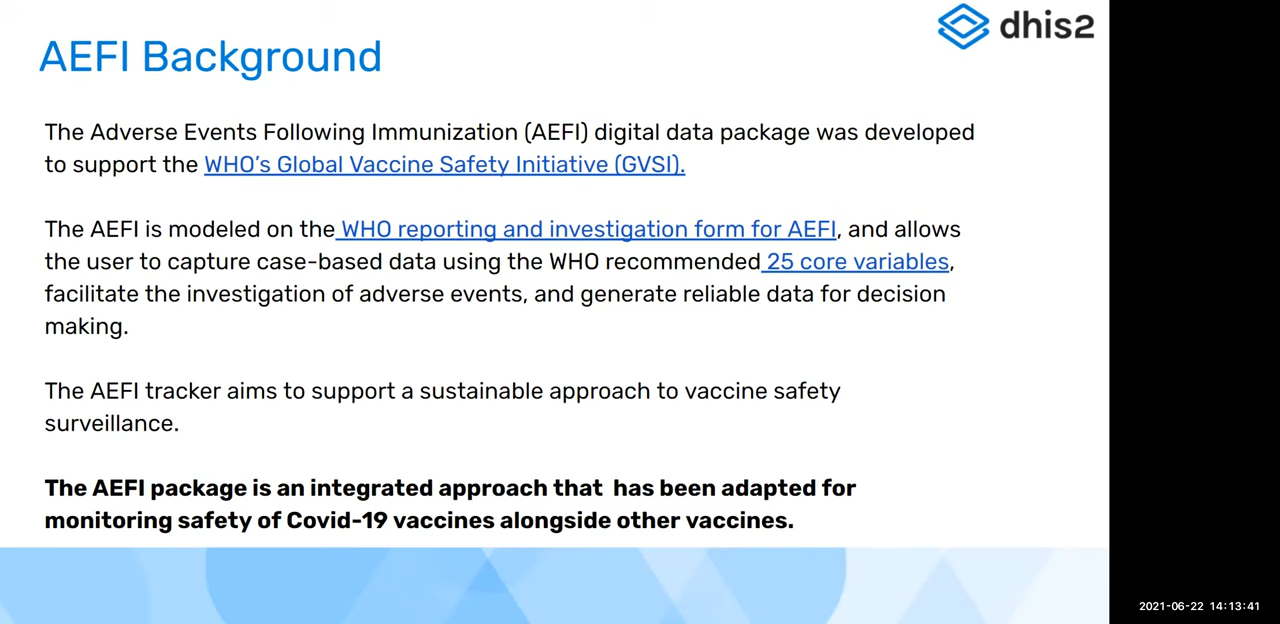 dhis2
AEFI Background
The Adverse Events Following Immunization (AEFI) digital data package was developed
to support the WHO's Global Vaccine Safety Initiative (GVSI).
The AEFI is modeled on the WHO reporting and investigation form for AEFI, and allows
the user to capture case-based data using the WHO recommended 25 core variables,
facilitate the investigation of adverse events, and generate reliable data for decision
making.
The AEFI tracker aims to support a sustainable approach to vaccine safety
surveillance.
The AEFI package is an integrated approach that  has been adapted for
monitoring safety of Covid-19 vaccines alongside other vaccines.
2021-06-22 14:13:41